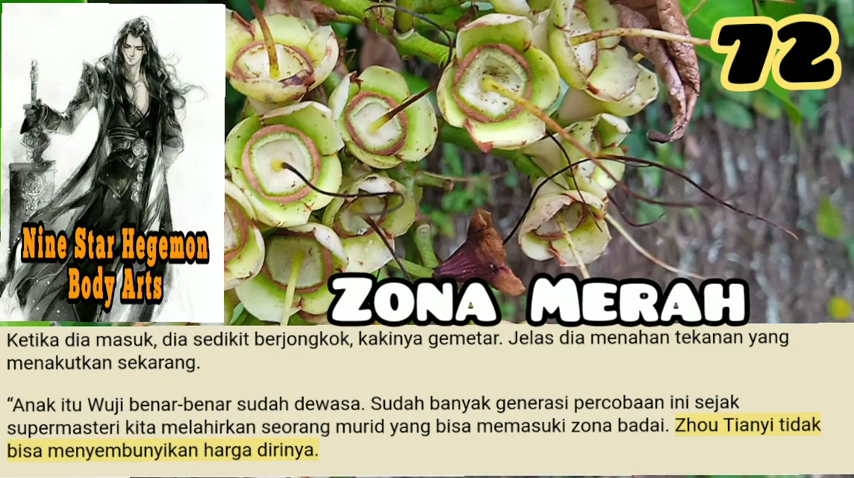 72
Nine Star Hegemon
Body Arts
Zona Merah
Ketika dia masuk, dia sedikit berjongkok, kakinya gemetar. Jelas dia menahan tekanan yang
menakutkan sekarang.
“Anak itu Wuji benar-benar sudah dewasa. Sudah banyak generasi percobaan ini sejak
supermasteri kita melahirkan seorang murid yang bisa memasuki zona badai. Zhou Tianyi tidak
bisa menyembunyikan harga dirinya.